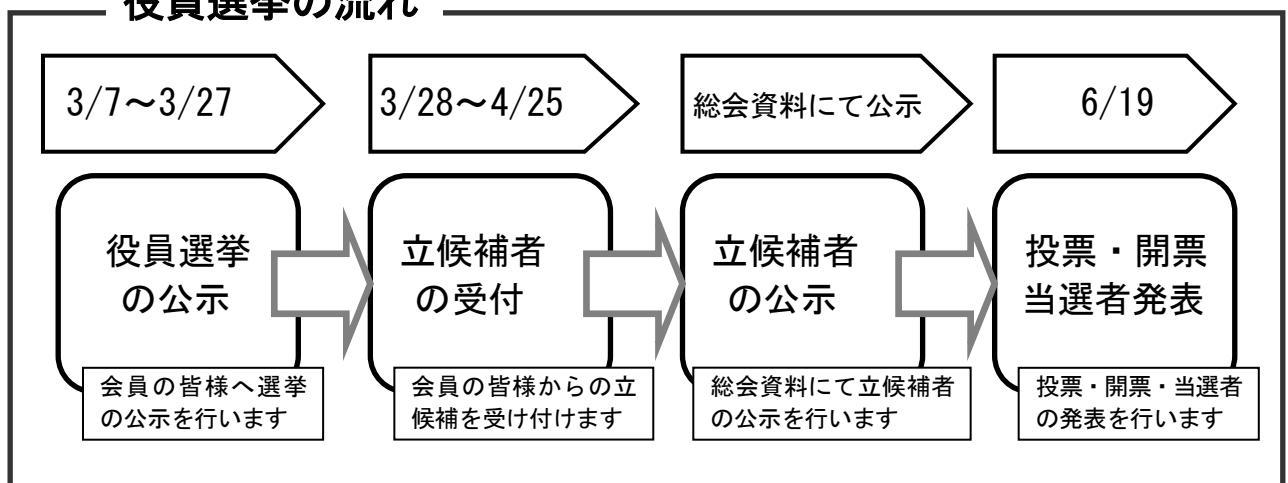 役員選挙の流れ
3/7～3/27
3/28～4/25
総会資料にて公示
6/19
役員選挙
の公示
立候補者
の受付
立候補者
の公示
投票・開票
当選者発表
会員の皆様へ選挙
の公示を行います
会員の皆様からの立
候補を受け付けます
総会資料にて立候補者
の公示を行います
投票・開票・当選者
の発表を行います